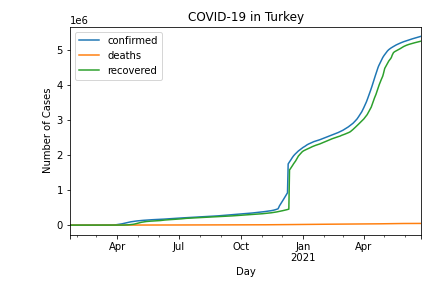 COVID-19 in Turkey
1e6
confirmed
deaths
recovered
Number of Cases
5
4
3
2
1
0
Apr
Jul
Oct
Jan
2021
Apr
Day